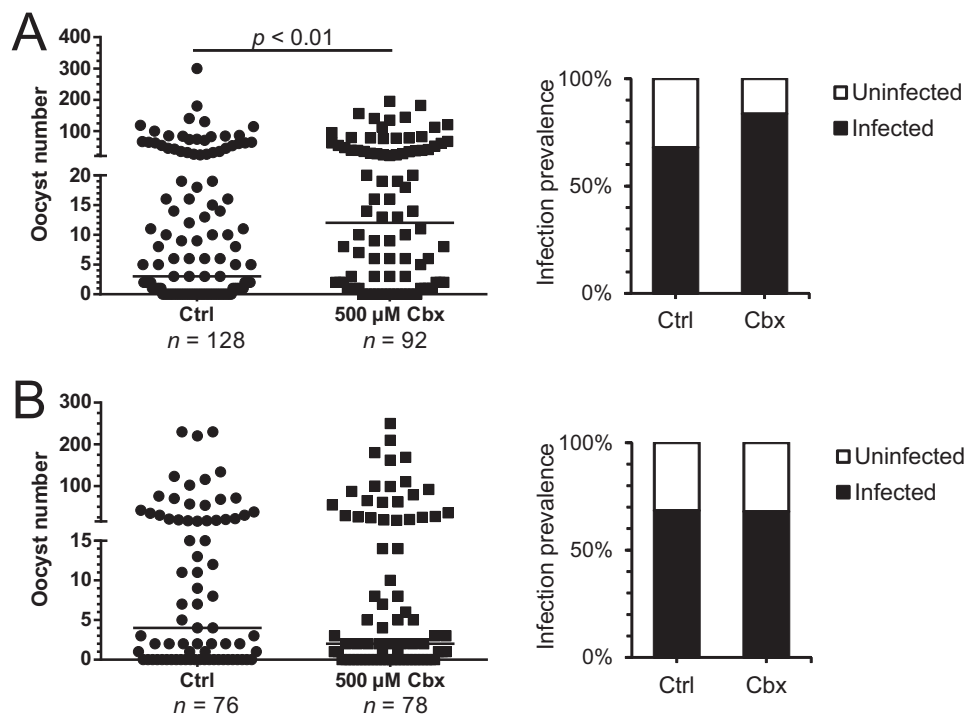 A
Oocyst number
400
300
200
100
20
15
10
5
0
p < 0.01
Ctrl
500 µM Cbx
n = 128
n = 92
Infection prevalence
100%
50%
0%
Ctrl
Cbx
Uninfected
Infected
B
Oocyst number
300
200
100
15
10
5
0
Ctrl
500 µM Cbx
n = 76
n = 78
Infection prevalence
100%
50%
0%
Ctrl
Cbx
Uninfected
Infected